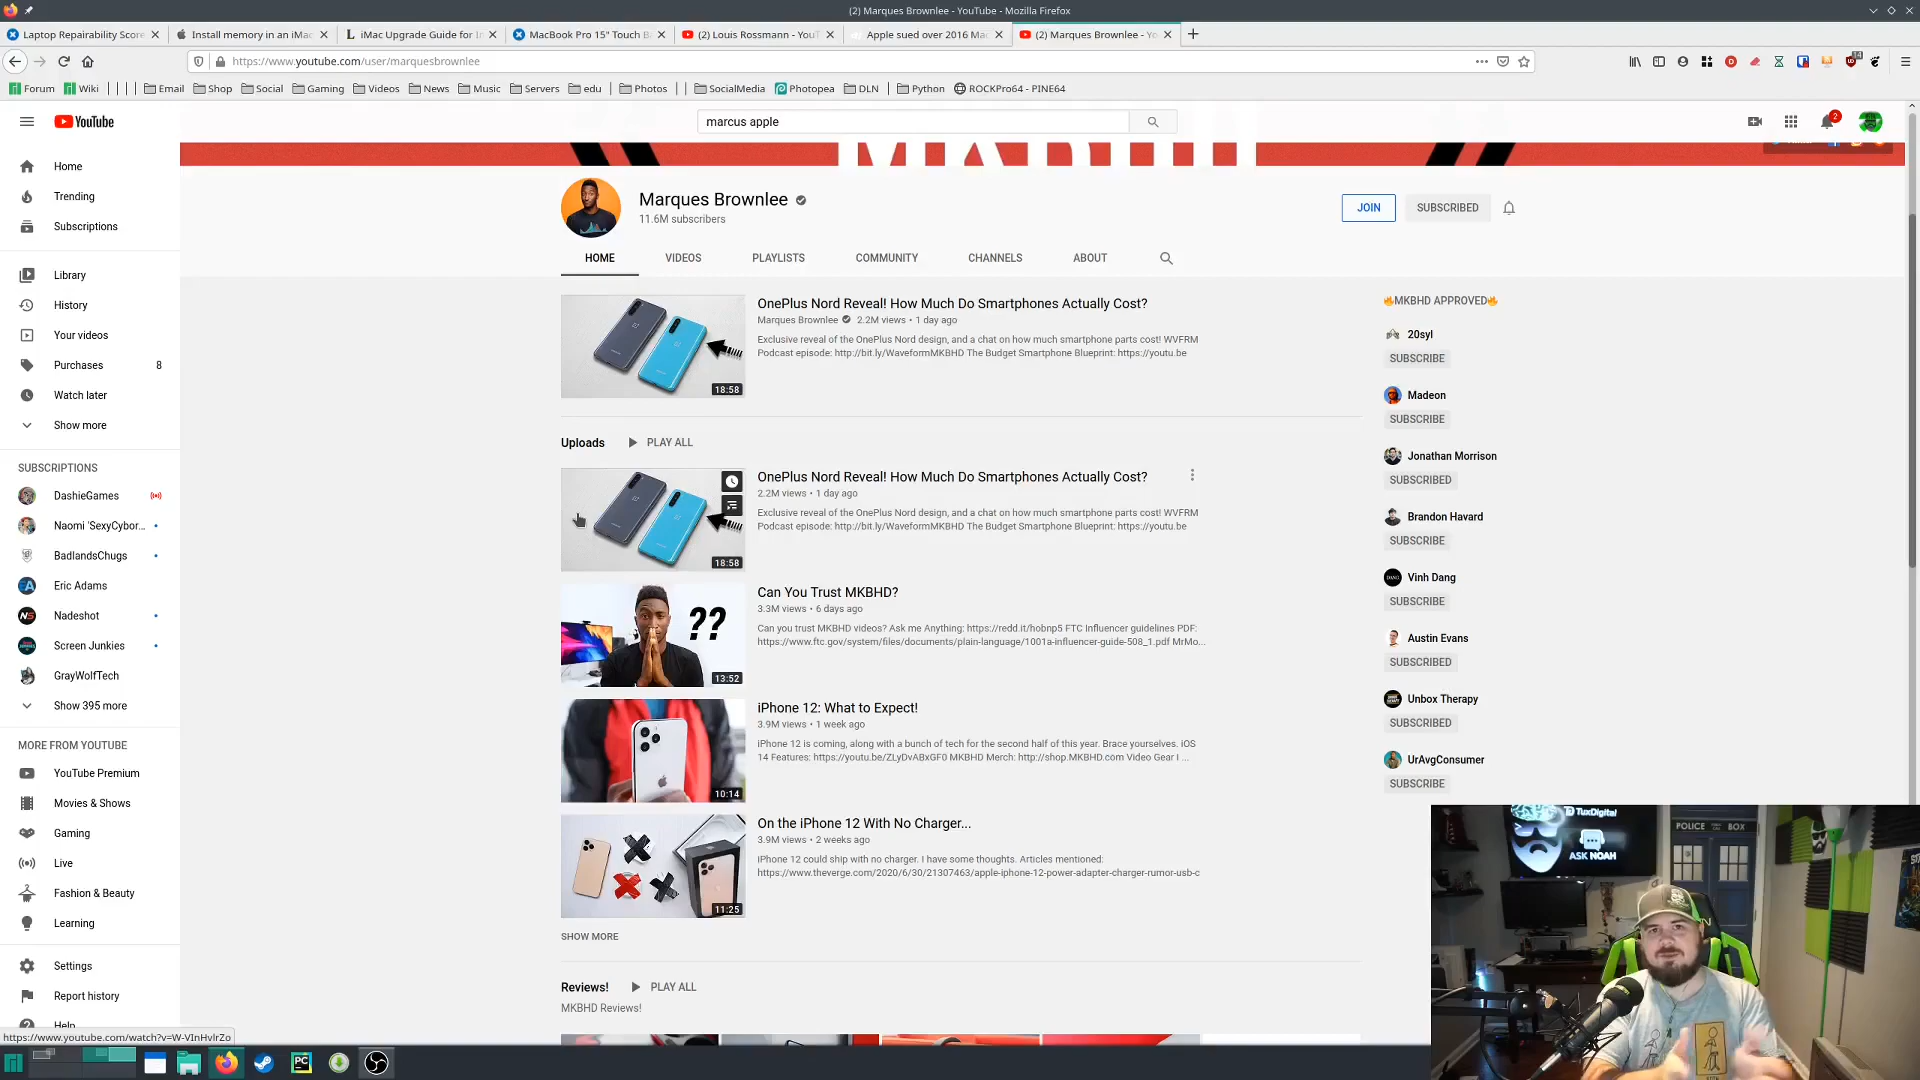 (2) Marques Brownlee - YouTube - Mozilla Firefox
Laptop Repairability Score
Install memory in an iMac
iMac Upgrade Guide for I
MacBook Pro 15" Touch B
(2) Louis Rossmann - YouTu
Apple sued over 2016 Mac
(2) Marques Brownlee - Yo
https://www.youtube.com/user/marquesbrownlee
Forum
Wiki
Email
Shop
Social
Gaming
Videos
News
Music
Servers
edu
Photos
SocialMedia
Photopea
DLN
Python
ROCKPro64 - PINE64
YouTube
marcus apple
2
Home
Trending
Subscriptions
Library
History
Your videos
Purchases 8
Watch later
Show more
SUBSCRIPTIONS
DashieGames
Naomi 'SexyCybor...
BadlandsChugs
Eric Adams
Nadeshot
Screen Junkies
GrayWolfTech
Show 395 more
MORE FROM YOUTUBE
YouTube Premium
Movies & Shows
Gaming
Live
Fashion & Beauty
Learning
Settings
Report history
Help
https://www.youtube.com/watch?v=W-VInHvlrZo
MKBHD
Marques Brownlee
11.6M subscribers
JOIN
SUBSCRIBED
HOME
VIDEOS
PLAYLISTS
COMMUNITY
CHANNELS
ABOUT
OnePlus Nord Reveal! How Much Do Smartphones Actually Cost?
Marques Brownlee 2.2M views • 1 day ago
Exclusive reveal of the OnePlus Nord design, and a chat on how much smartphone parts cost! WVFRM
Podcast episode: http://bit.ly/WaveformMKBHD The Budget Smartphone Blueprint: https://youtu.be
18:58
Uploads
PLAY ALL
OnePlus Nord Reveal! How Much Do Smartphones Actually Cost?
2.2M views • 1 day ago
Exclusive reveal of the OnePlus Nord design, and a chat on how much smartphone parts cost! WVFRM
Podcast episode: http://bit.ly/WaveformMKBHD The Budget Smartphone Blueprint: https://youtu.be
18:58
Can You Trust MKBHD?
3.3M views • 6 days ago
Can you trust MKBHD videos? Ask me Anything: https://redd.it/hobnp5 FTC Influencer guidelines PDF:
https://www.ftc.gov/system/files/documents/plain-language/1001a-influencer-guide-508_1.pdf MrMo...
??
13:52
iPhone 12: What to Expect!
3.9M views • 1 week ago
iPhone 12 is coming, along with a bunch of tech for the second half of this year. Brace yourselves. iOS
14 Features: https://youtu.be/ZLyDvABxGF0 MKBHD Merch: http://shop.MKBHD.com Video Gear I ...
10:14
On the iPhone 12 With No Charger...
3.9M views • 2 weeks ago
iPhone 12 could ship with no charger. I have some thoughts. Articles mentioned:
https://www.theverge.com/2020/6/30/21307463/apple-iphone-12-power-adapter-charger-rumor-usb-c
11:25
SHOW MORE
Reviews!
PLAY ALL
MKBHD Reviews!
🔥MKBHD APPROVED🔥
20syl
SUBSCRIBE
Madeon
SUBSCRIBE
Jonathan Morrison
SUBSCRIBED
Brandon Havard
SUBSCRIBE
Vinh Dang
SUBSCRIBE
Austin Evans
SUBSCRIBED
Unbox Therapy
SUBSCRIBED
UrAvgConsumer
SUBSCRIBE
TuxDigital
ASK NOAH
POLICE BOX